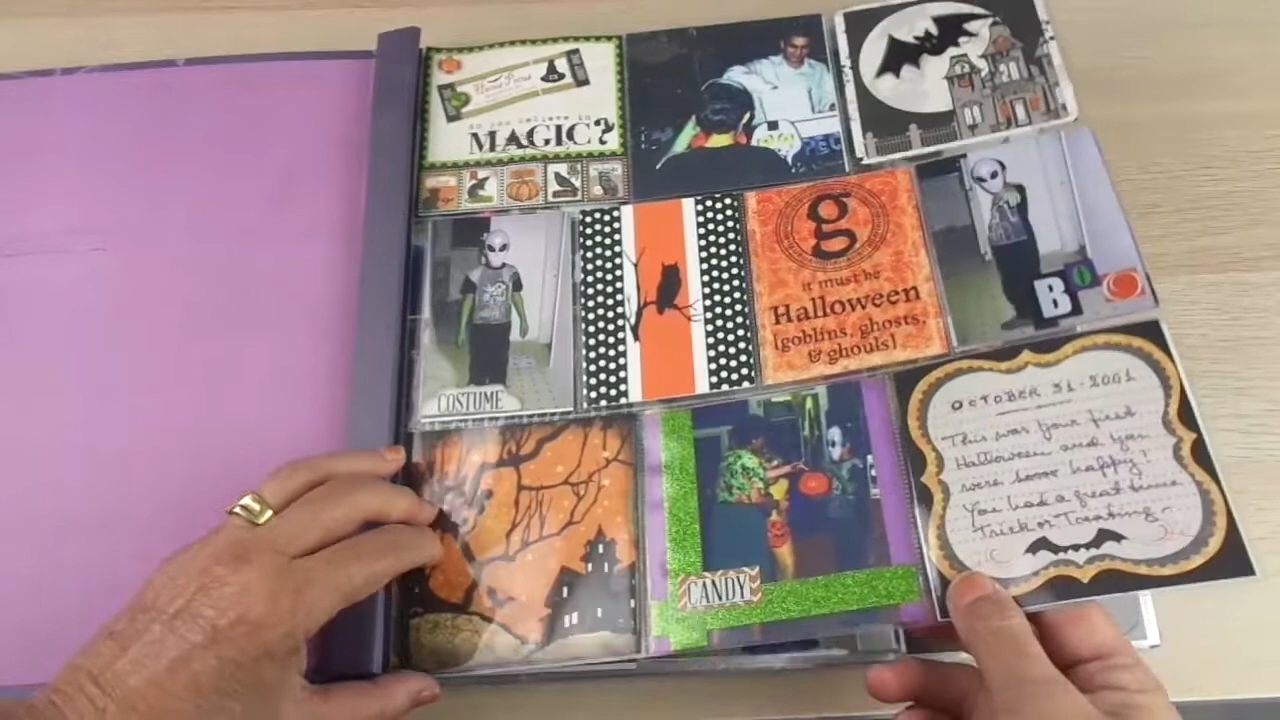 do you believe in
MAGIC?
g
it must be
Halloween
[goblins, ghosts,
& ghouls]
BOO
COSTUME
CANDY
OCTOBER 31-2001
This was your first
Halloween and you
were sooo happy!
You had a great time
Trick or Treating.